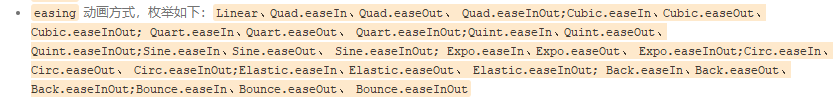 easing 动画方式，枚举如下：Linear、Quad.easeIn、Quad.easeOut、 Quad.easeInOut;Cubic.easeIn、Cubic.easeOut、
Cubic.easeInOut; Quart.easeIn、Quart.easeOut、 Quart.easeInOut;Quint.easeIn、Quint.easeOut、
Quint.easeInOut;Sine.easeIn、Sine.easeOut、 Sine.easeInOut; Expo.easeIn、Expo.easeOut、 Expo.easeInOut;Circ.easeIn、
Circ.easeOut、 Circ.easeInOut;Elastic.easeIn、Elastic.easeOut、 Elastic.easeInOut; Back.easeIn、Back.easeOut、
Back.easeInOut;Bounce.easeIn、Bounce.easeOut、 Bounce.easeInOut